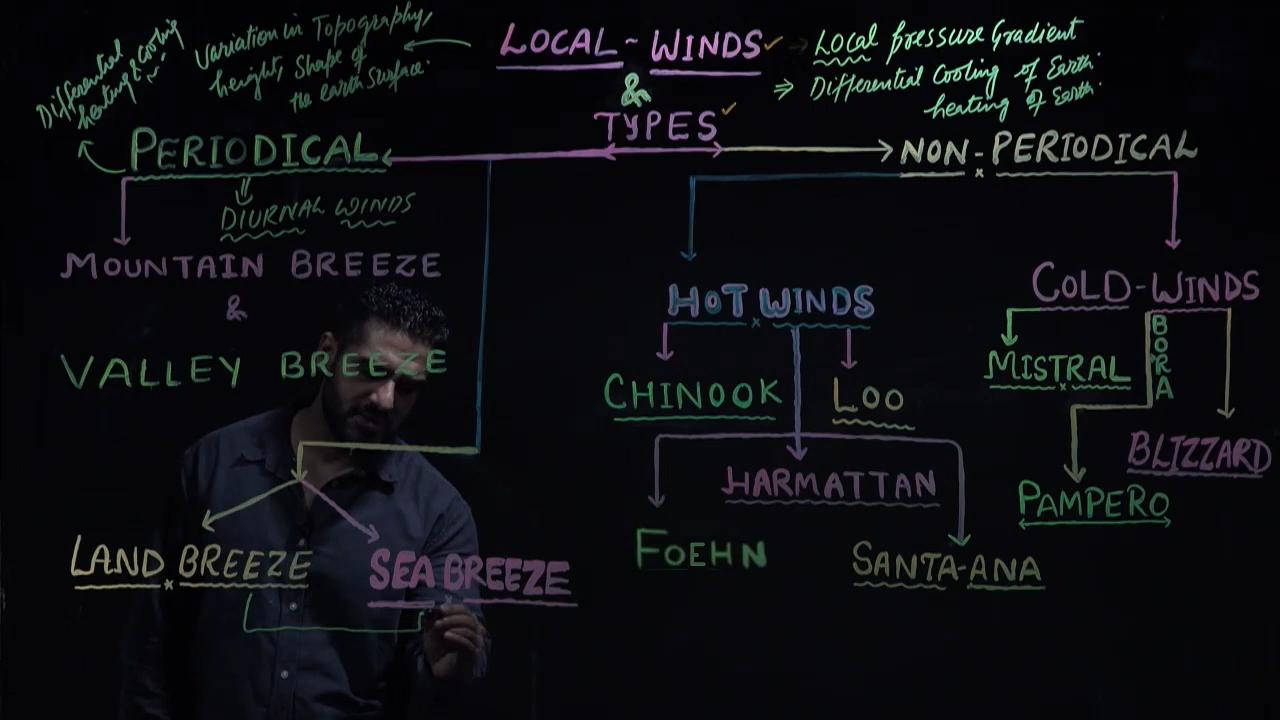 LOCAL - WINDS
&
TYPES
Differential
heating & Cooling
Variation in Topography,
height, Shape of
the earth surface.
Local pressure Gradient
⇒ Differential Cooling of Earth.
heating of Earth.
PERIODICAL
NON - PERIODICAL
DIURNAL WINDS
MOUNTAIN BREEZE
&
VALLEY BREEZE
LAND BREEZE
SEA BREEZE
HOT WINDS
CHINOOK
LOO
HARMATTAN
FOEHN
SANTA-ANA
COLD-WINDS
MISTRAL
BORA
BLIZZARD
PAMPERO